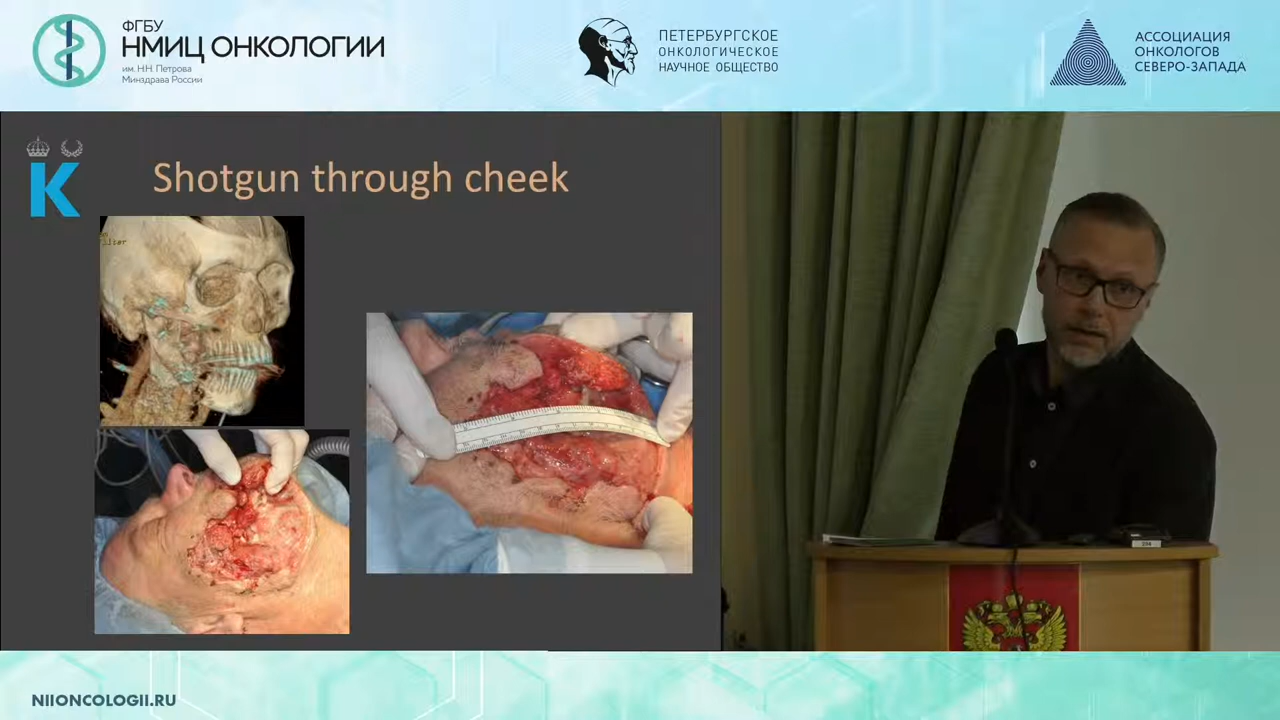 ФГБУ
НМИЦ ОНКОЛОГИИ
им. Н.Н. Петрова
Минздрава России
ПЕТЕРБУРГСКОЕ
ОНКОЛОГИЧЕСКОЕ
НАУЧНОЕ ОБЩЕСТВО
АССОЦИАЦИЯ
ОНКОЛОГОВ
СЕВЕРО-ЗАПАДА
K
Shotgun through cheek
NIIONCOLOGII.RU